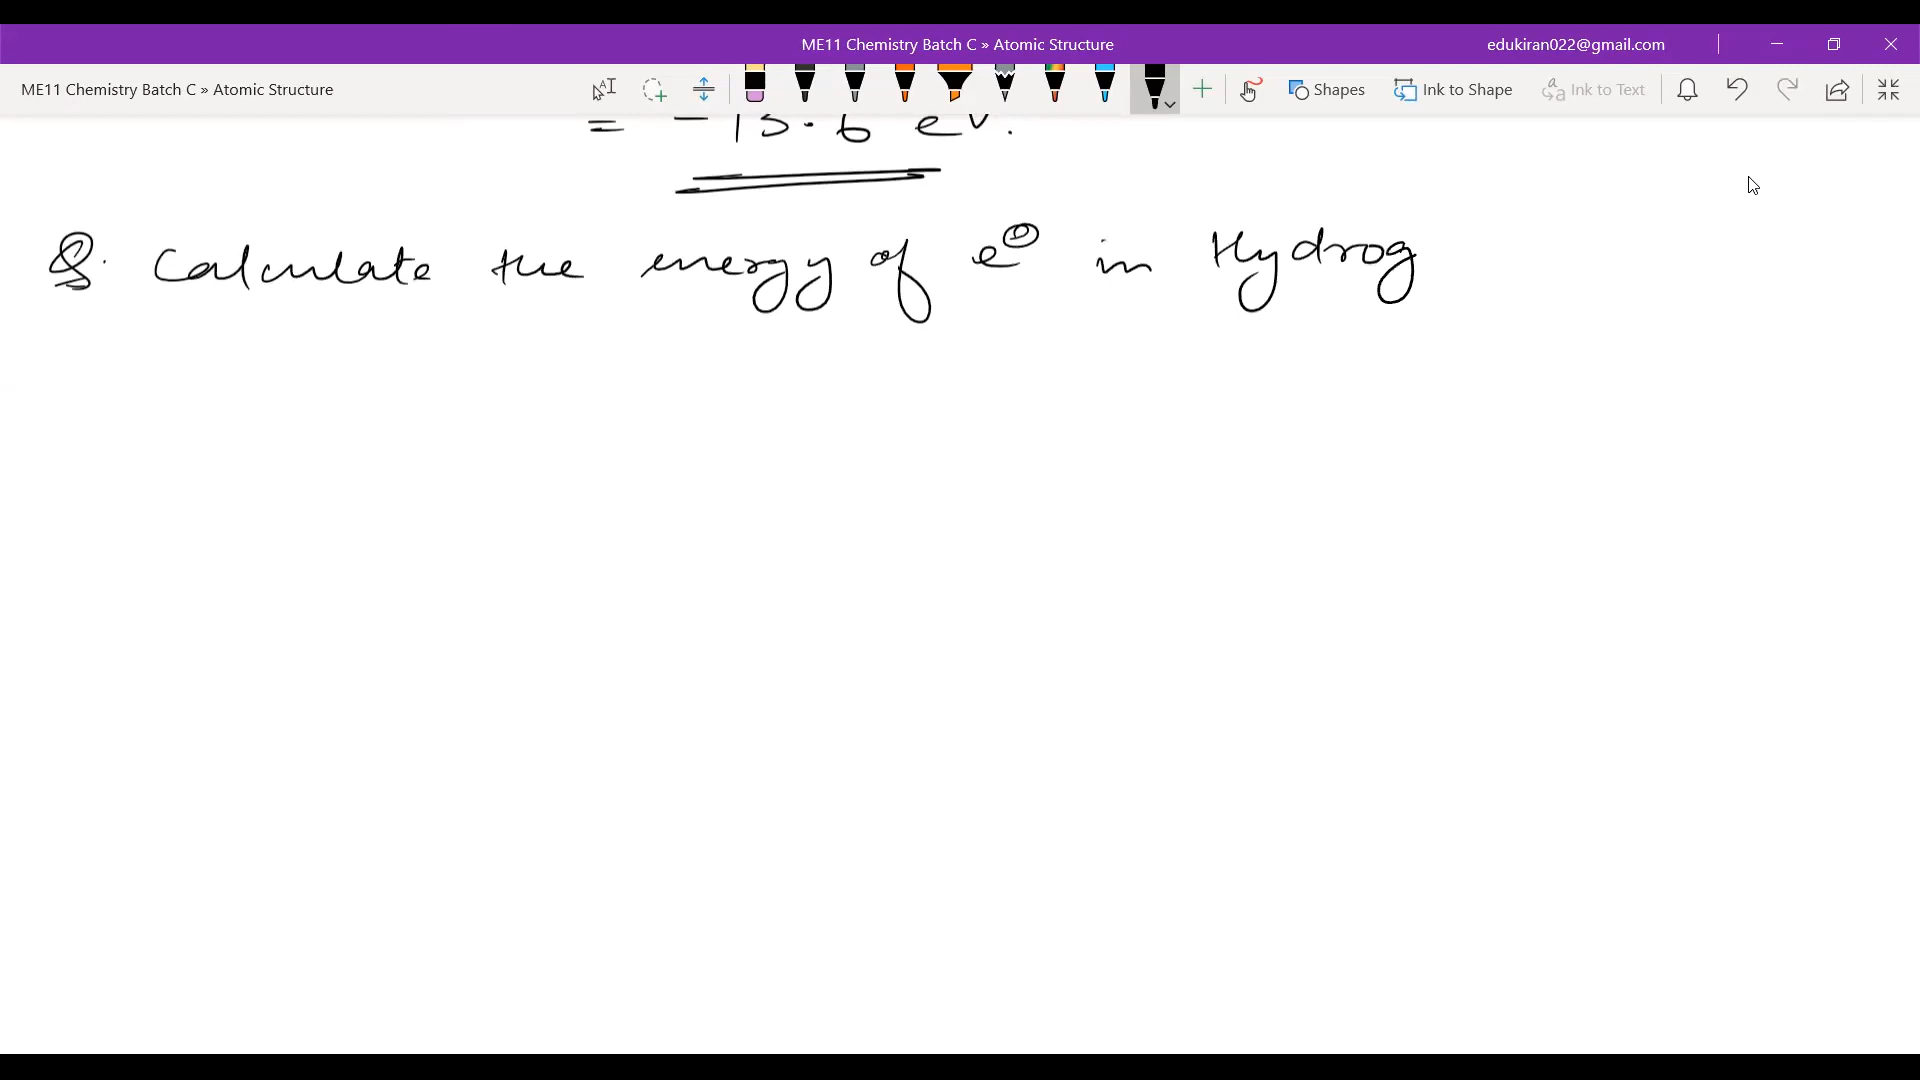 ME11 Chemistry Batch C » Atomic Structure
edukiran022@gmail.com
ME11 Chemistry Batch C » Atomic Structure
Shapes
Ink to Shape
Ink to Text
= -13.6 eV.
Q. Calculate the energy of e⊖ in Hydrog